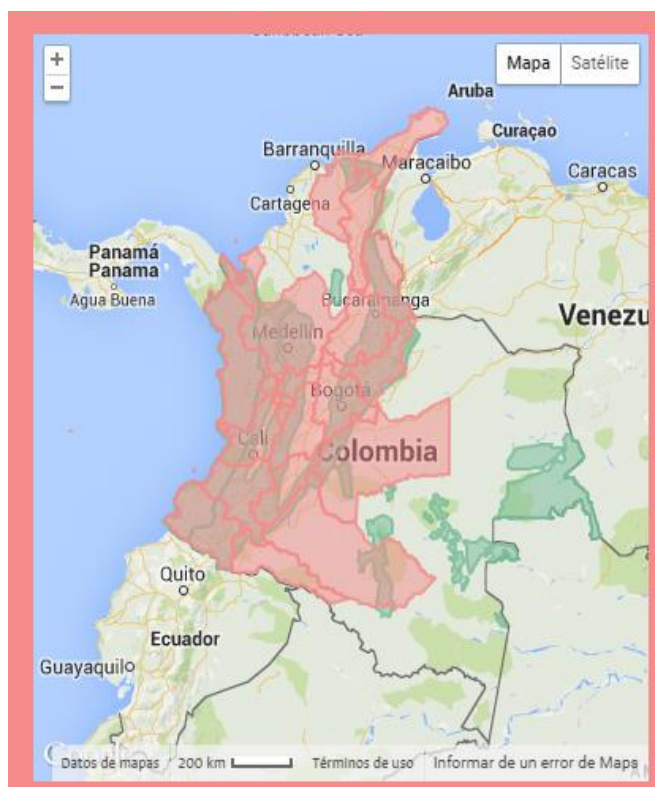 +
−
Mapa Satélite
Aruba
Curaçao
Barranquilla
Maracaibo
Caracas
Cartagena
Panamá
Panama
Agua Buena
Bucaramanga
Venezu
Medellín
Bogotá
Cali
Colombia
Quito
Ecuador
Guayaquil
Datos de mapas 200 km Términos de uso Informar de un error de Maps